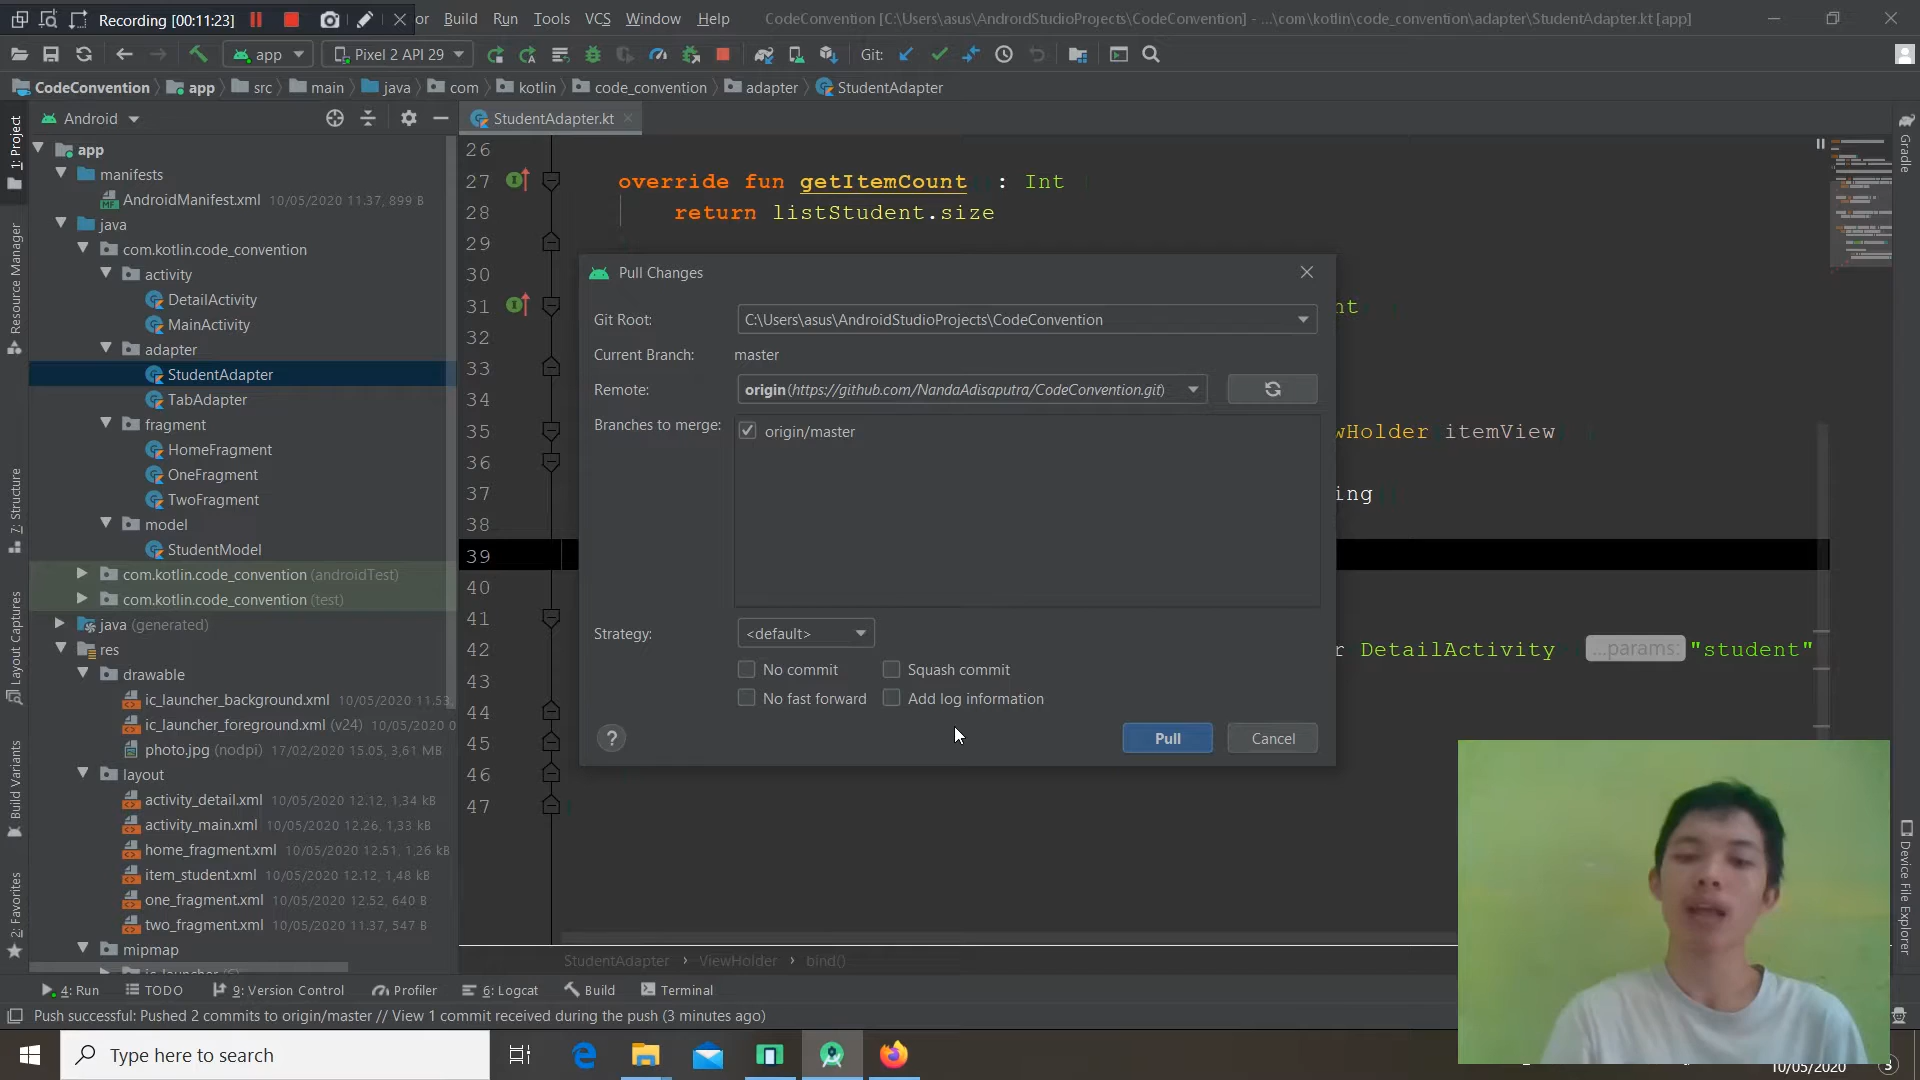 Recording [00:11:23]
or Build Run Tools VCS Window Help
CodeConvention [C:\Users\asus\AndroidStudioProjects\CodeConvention] - ...\com\kotlin\code_convention\adapter\StudentAdapter.kt [app]
app Pixel 2 API 29 Git:
CodeConvention app src main java com kotlin code_convention adapter StudentAdapter
Android
StudentAdapter.kt
1: Project
Resource Manager
7: Structure
Layout Captures
Build Variants
2: Favorites
app
manifests
AndroidManifest.xml 10/05/2020 11.37, 899 B
java
com.kotlin.code_convention
activity
DetailActivity
MainActivity
adapter
StudentAdapter
TabAdapter
fragment
HomeFragment
OneFragment
TwoFragment
model
StudentModel
com.kotlin.code_convention (androidTest)
com.kotlin.code_convention (test)
java (generated)
res
drawable
ic_launcher_background.xml 10/05/2020 11.53,
ic_launcher_foreground.xml (v24) 10/05/2020 0
photo.jpg (nodpi) 17/02/2020 15.05, 3,61 MB
layout
activity_detail.xml 10/05/2020 12.12, 1,34 kB
activity_main.xml 10/05/2020 12.26, 1,33 kB
home_fragment.xml 10/05/2020 12.51, 1,26 kB
item_student.xml 10/05/2020 12.12, 1,48 kB
one_fragment.xml 10/05/2020 12.52, 640 B
two_fragment.xml 10/05/2020 11.37, 547 B
mipmap
26
27 override fun getItemCount : Int
28 return listStudent.size
29
30
31 nt
32
33
34
35 wHolder itemView
36
37 ing
38
39
40
41
42 r DetailActivity ...params: "student"
43
44
45
46
47
Pull Changes
Git Root: C:\Users\asus\AndroidStudioProjects\CodeConvention
Current Branch: master
Remote: origin(https://github.com/NandaAdisaputra/CodeConvention.git)
Branches to merge: origin/master
Strategy: <default>
No commit Squash commit
No fast forward Add log information
? Pull Cancel
StudentAdapter › ViewHolder › bind()
Gradle
Device File Explorer
4: Run TODO 9: Version Control Profiler 6: Logcat Build Terminal
Push successful: Pushed 2 commits to origin/master // View 1 commit received during the push (3 minutes ago)
Type here to search
10/05/2020 3